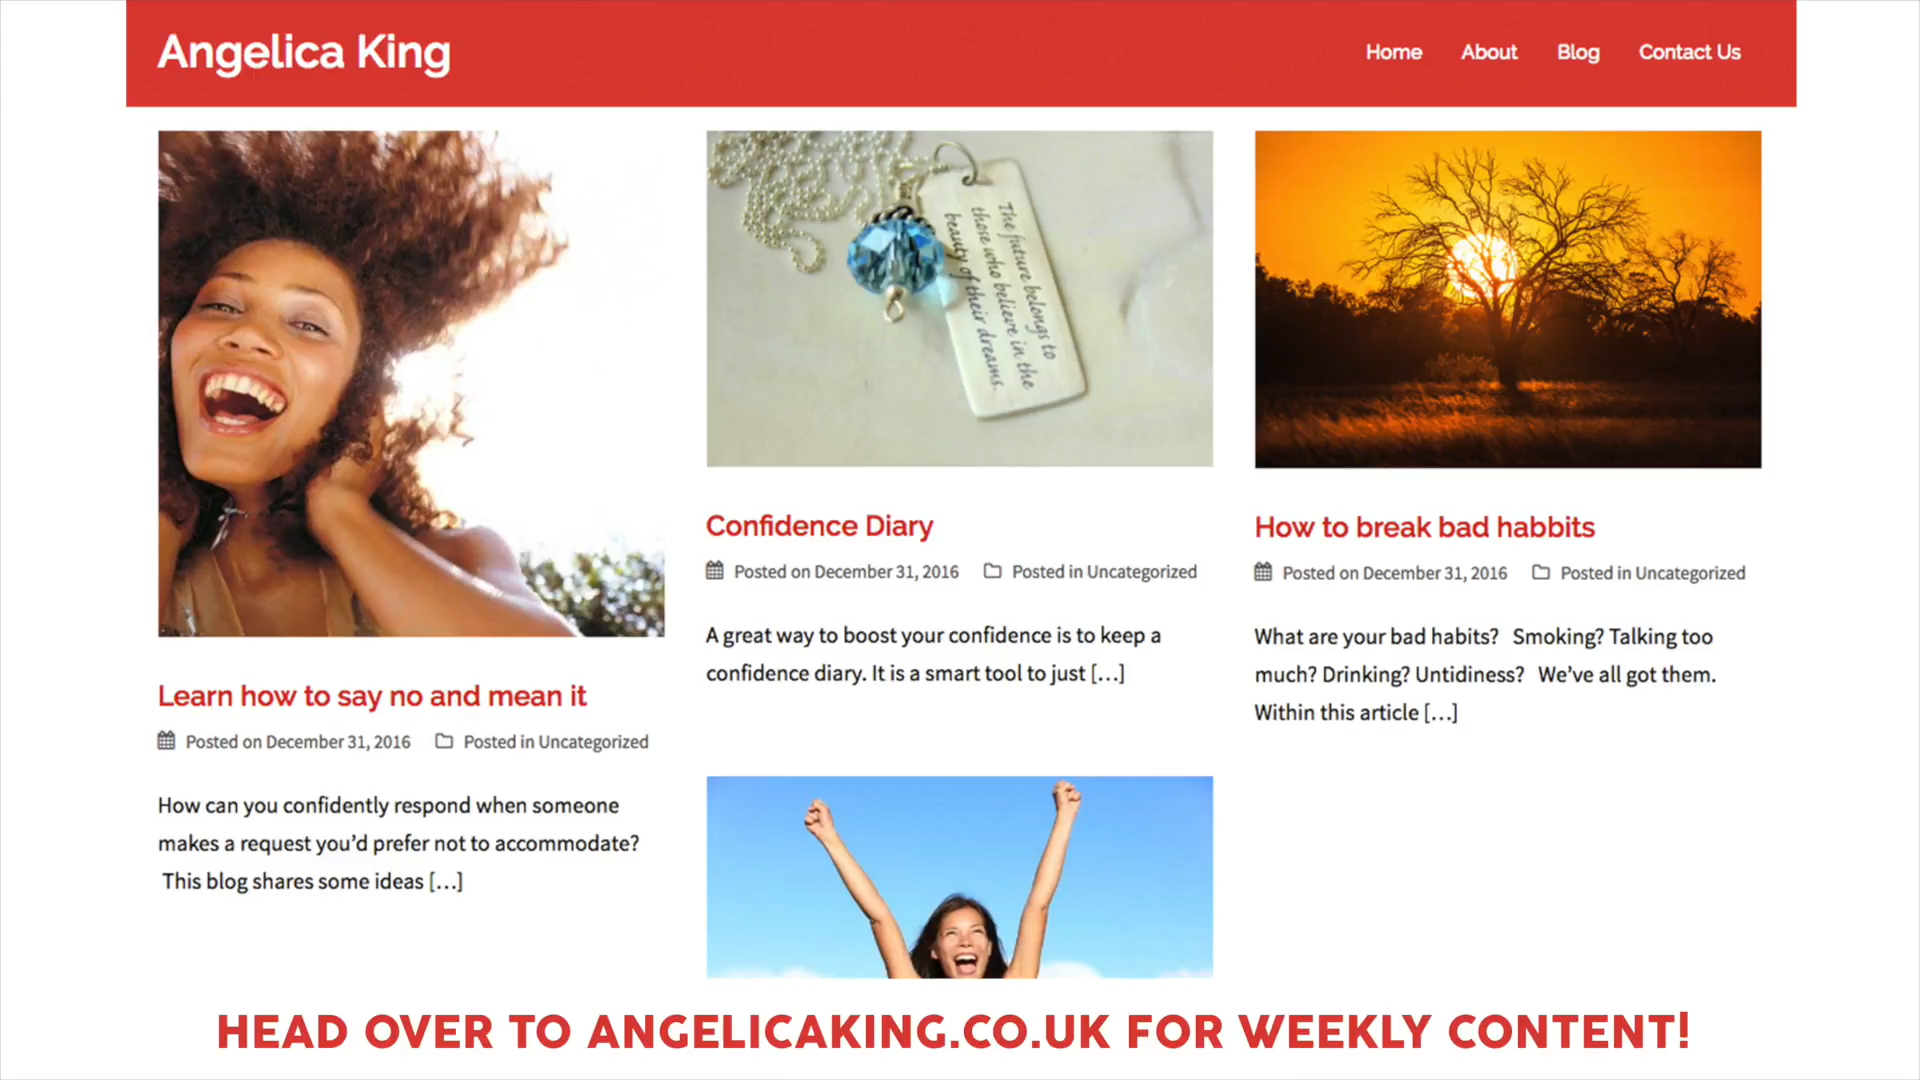 Angelica King
Home About Blog Contact Us
The future belongs to
those who believe in the
beauty of their dreams.
Learn how to say no and mean it
Posted on December 31, 2016 Posted in Uncategorized
How can you confidently respond when someone
makes a request you'd prefer not to accommodate?
This blog shares some ideas [...]
Confidence Diary
Posted on December 31, 2016 Posted in Uncategorized
A great way to boost your confidence is to keep a
confidence diary. It is a smart tool to just [...]
How to break bad habbits
Posted on December 31, 2016 Posted in Uncategorized
What are your bad habits? Smoking? Talking too
much? Drinking? Untidiness? We've all got them.
Within this article [...]
HEAD OVER TO ANGELICAKING.CO.UK FOR WEEKLY CONTENT!